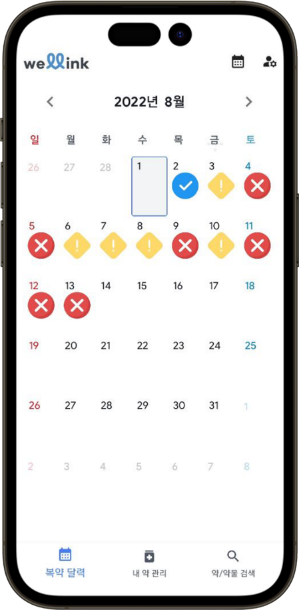 wellink
2022년 8월
일 월 화 수 목 금 토
26 27 28 1 2 3 4
5 6 7 8 9 10 11
12 13 14 15 16 17 18
19 20 21 22 23 24 25
26 27 28 29 30 31 1
2 3 4 5 6 7 8
복약 달력 내 약 관리 약/약물 검색